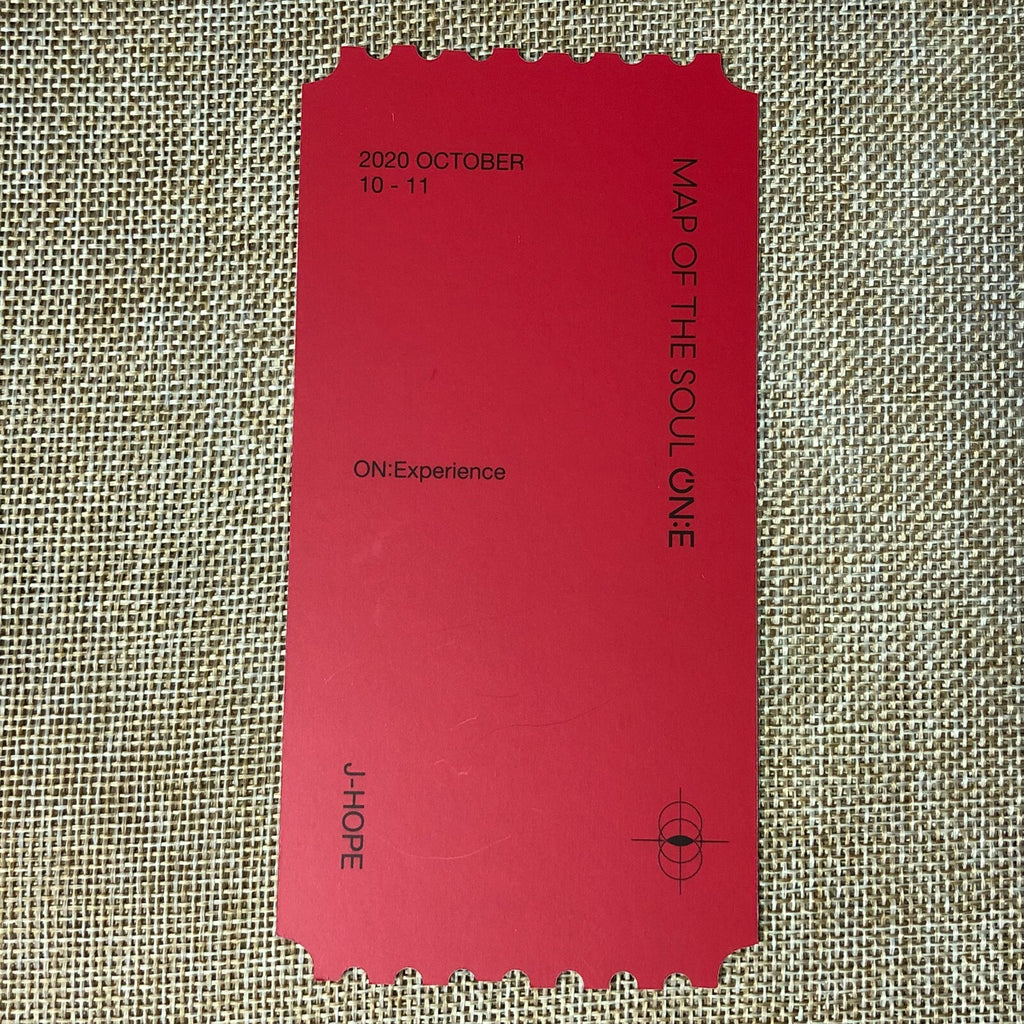 2020 OCTOBER
10 - 11
MAP OF THE SOUL ON:E
ON:Experience
J-HOPE